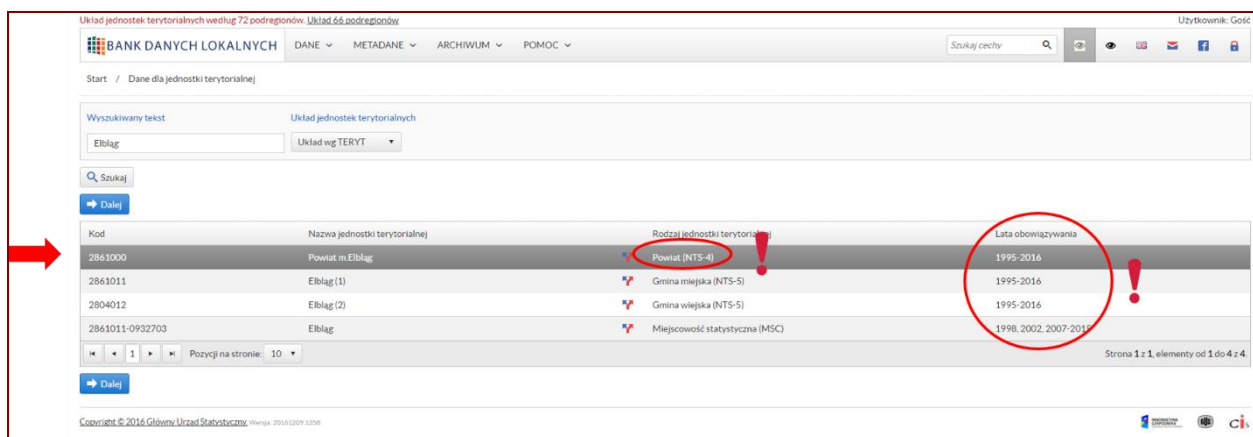 Układ jednostek terytorialnych według 72 podregionów. Układ 66 podregionów Użytkownik: Gość
BANK DANYCH LOKALNYCH DANE METADANE ARCHIWUM POMOC Szukaj cechy
Start / Dane dla jednostki terytorialnej
Wyszukiwany tekst Układ jednostek terytorialnych
Elbląg Układ wg TERYT
Szukaj
Dalej
Kod Nazwa jednostki terytorialnej Rodzaj jednostki terytorialnej Lata obowiązywania
2861000 Powiat m.Elbląg Powiat (NTS-4) 1995-2016
2861011 Elbląg (1) Gmina miejska (NTS-5) 1995-2016
2804012 Elbląg (2) Gmina wiejska (NTS-5) 1995-2016
2861011-0932703 Elbląg Miejscowość statystyczna (MSC) 1998, 2002, 2007-2015
1 Pozycji na stronie: 10 Strona 1 z 1, elementy od 1 do 4 z 4.
Dalej
Copyright © 2016 Główny Urząd Statystyczny. Wersja: 20161209.1358